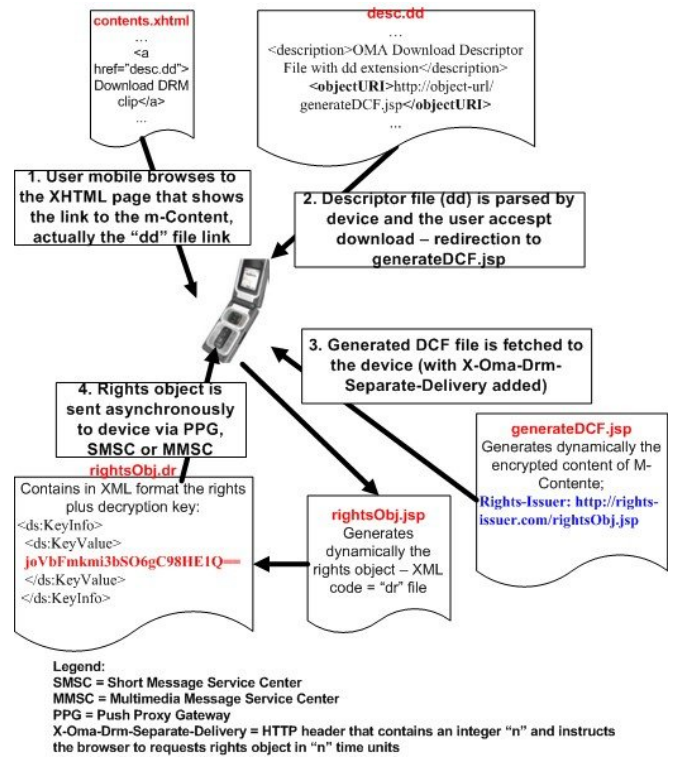 contents.xhtml
...
<a
href="desc.dd">
Download DRM
clip</a>
...
desc.dd
...
<description>OMA Download Descriptor
File with dd extension</description>
<objectURI>http://object-url/
generateDCF.jsp</objectURI>
...
1. User mobile browses to
the XHTML page that shows
the link to the m-Content,
actually the “dd” file link
2. Descriptor file (dd) is parsed by
device and the user accespt
download – redirection to
generateDCF.jsp
3. Generated DCF file is fetched to
the device (with X-Oma-Drm-
Separate-Delivery added)
4. Rights object is
sent asynchronously
to device via PPG,
SMSC or MMSC
rightsObj.dr
Contains in XML format the rights
plus decryption key:
<ds:KeyInfo>
<ds:KeyValue>
joVbFmkmi3bSO6gC98HE1Q==
</ds:KeyValue>
</ds:KeyInfo>
rightsObj.jsp
Generates
dynamically the
rights object – XML
code = “dr” file
generateDCF.jsp
Generates dynamically the
encrypted content of M-
Contente;
Rights-Issuer: http://rights-
issuer.com/rightsObj.jsp
Legend:
SMSC = Short Message Service Center
MMSC = Multimedia Message Service Center
PPG = Push Proxy Gateway
X-Oma-Drm-Separate-Delivery = HTTP header that contains an integer “n” and instructs
the browser to requests rights object in “n” time units